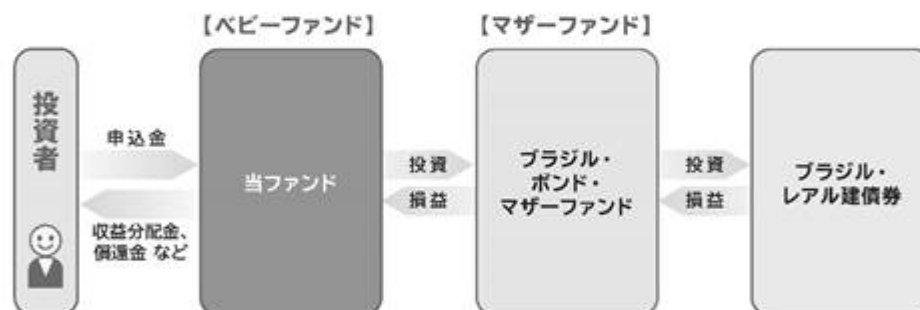 【ベビーファンド】
【マザーファンド】
投資者
申込金
収益分配金、
償還金 など
当ファンド
投資
損益
ブラジル・
ボンド・
マザーファンド
投資
損益
ブラジル・
レアル建債券